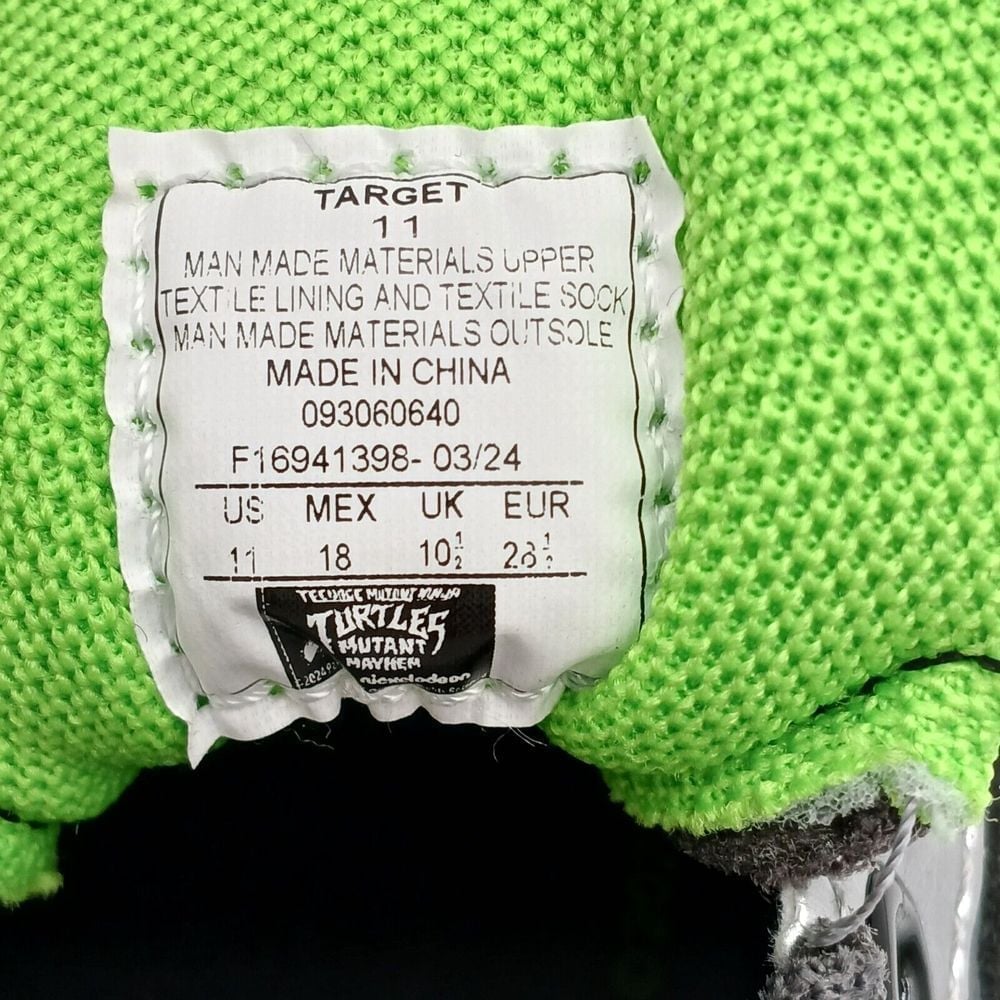 TARGET
11
MAN MADE MATERIALS UPPER
TEXTILE LINING AND TEXTILE SOCK
MAN MADE MATERIALS OUTSOLE
MADE IN CHINA
093060640
F16941398- 03/24
US MEX UK EUR
11 18 10½ 28½
TEENAGE MUTANT NINJA
TURTLES
MUTANT
MAYHEM
nickelodeon